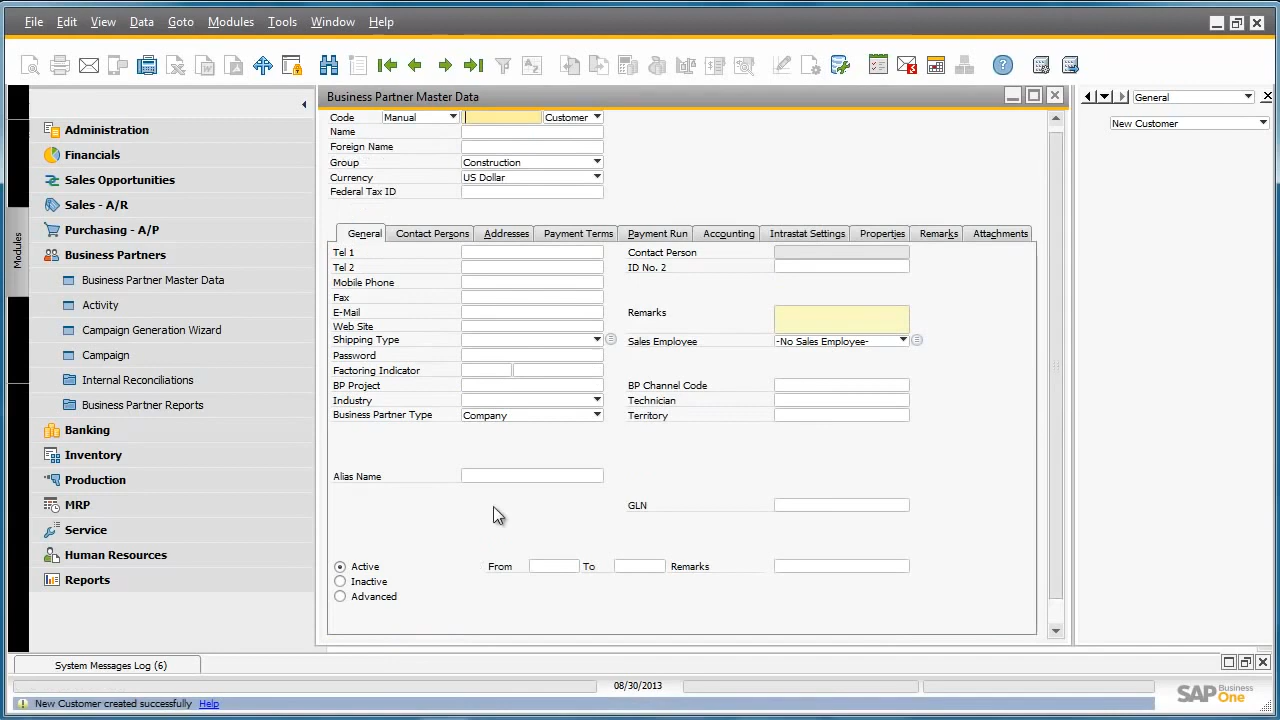 File Edit View Data Goto Modules Tools Window Help
Business Partner Master Data
General
New Customer
Modules
Administration
Financials
Sales Opportunities
Sales - A/R
Purchasing - A/P
Business Partners
Business Partner Master Data
Activity
Campaign Generation Wizard
Campaign
Internal Reconciliations
Business Partner Reports
Banking
Inventory
Production
MRP
Service
Human Resources
Reports
Code Manual Customer
Name
Foreign Name
Group Construction
Currency US Dollar
Federal Tax ID
General Contact Persons Addresses Payment Terms Payment Run Accounting Intrastat Settings Properties Remarks Attachments
Tel 1 Contact Person
Tel 2 ID No. 2
Mobile Phone
Fax
E-Mail Remarks
Web Site
Shipping Type Sales Employee -No Sales Employee-
Password
Factoring Indicator
BP Project BP Channel Code
Industry Technician
Business Partner Type Company Territory
Alias Name
GLN
Active From To Remarks
Inactive
Advanced
System Messages Log (6)
08/30/2013
SAP Business One
New Customer created successfully Help